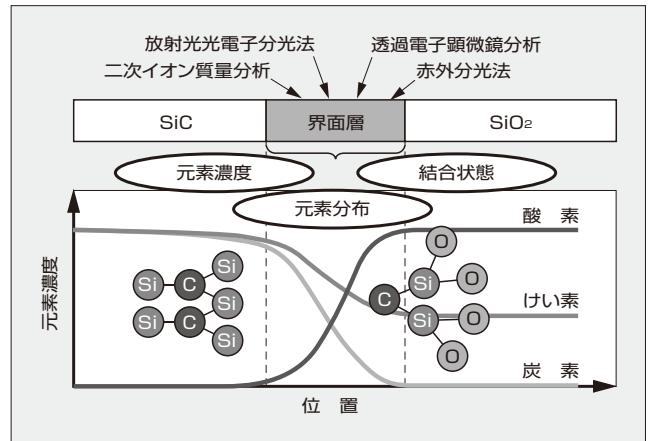 放射光光電子分光法
透過電子顕微鏡分析
二次イオン質量分析
赤外分光法
SiC
界面層
SiO₂
元素濃度
結合状態
元素分布
酸 素
けい素
炭 素
元素濃度
Si
Si C
Si
Si C
Si
O
Si O
C
Si O
O
位 置